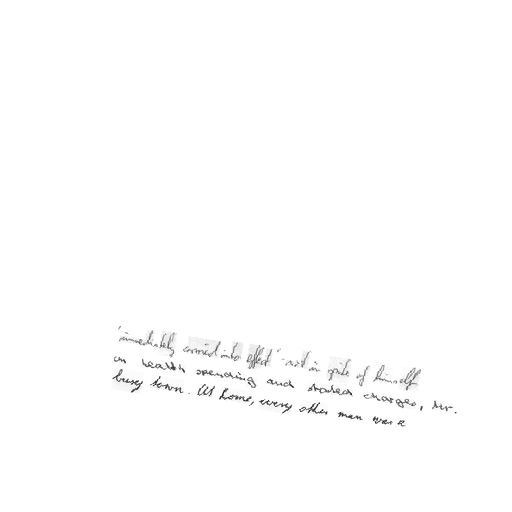 'immediately carried into effect' - not in spite of himself
on health spending and stated charges, Mr.
busy town. At home, every other man was a